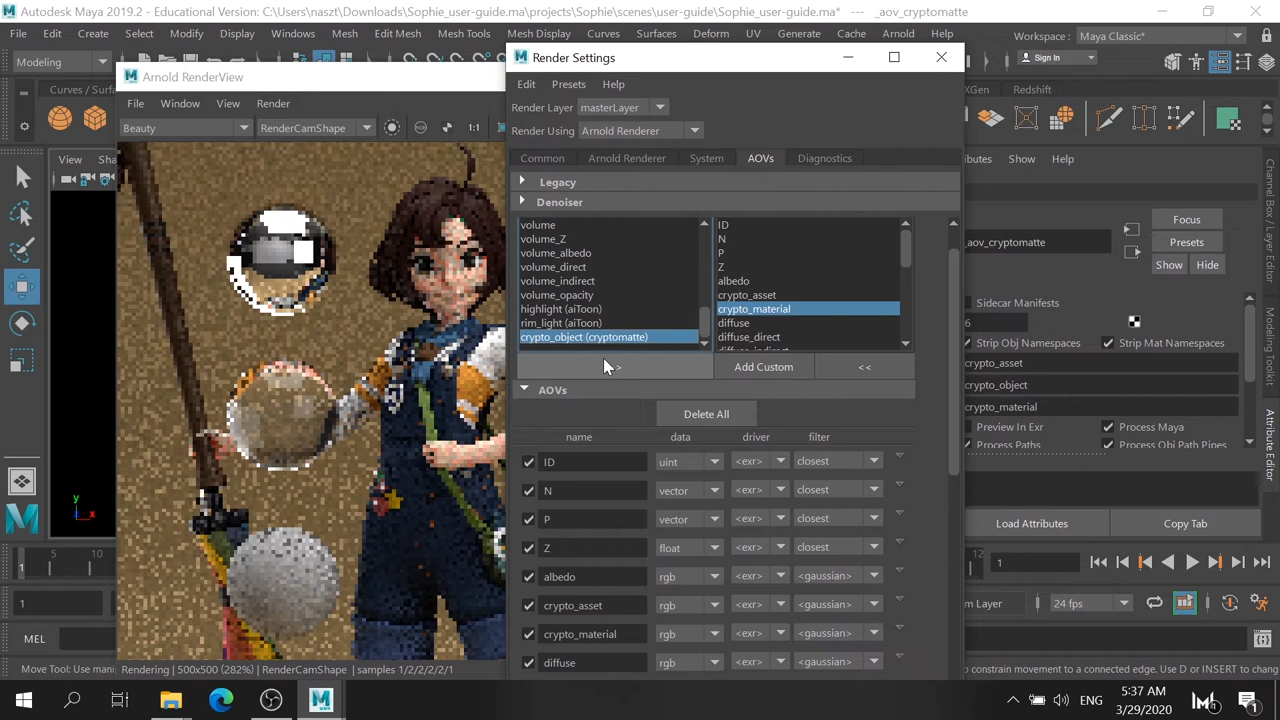 Autodesk Maya 2019.2 - Educational Version: C:\Users\naszt\Downloads\Sophie_user-guide.ma\projects\Sophie\scenes\user-guide\Sophie_user-guide.ma* --- _aov_cryptomatte
File Edit Create Select Modify Display Windows Mesh Edit Mesh Mesh Tools Mesh Display Curves Surfaces Deform UV Generate Cache Arnold Help
Workspace : Maya Classic*
Modeling
Sign In
Curves / Surfa
XGen
Redshift
Arnold RenderView
File Window View Render
Beauty
RenderCamShape
1:1
View Sha
Rendering | 500x500 (282%) | RenderCamShape | samples 1/2/2/2/2/1
Render Settings
Edit Presets Help
Render Layer masterLayer
Render Using Arnold Renderer
Common Arnold Renderer System AOVs Diagnostics
Legacy
Denoiser
volume
volume_Z
volume_albedo
volume_direct
volume_indirect
volume_opacity
highlight (aiToon)
rim_light (aiToon)
crypto_object (cryptomatte)
ID
N
P
Z
albedo
crypto_asset
crypto_material
diffuse
diffuse_direct
>
Add Custom
<<
AOVs
Delete All
name data driver filter
ID uint <exr> closest
N vector <exr> closest
P vector <exr> closest
Z float <exr> closest
albedo rgb <exr> <gaussian>
crypto_asset rgb <exr> <gaussian>
crypto_material rgb <exr> <gaussian>
diffuse rgb <exr> <gaussian>
ibutes Show Help
Focus
_aov_cryptomatte
Presets
Show Hide
Sidecar Manifests
6
Strip Obj Namespaces
Strip Mat Namespaces
crypto_asset
crypto_object
crypto_material
Preview In Exr
Process Maya
Process Paths
Process Obj Path Pipes
Load Attributes
Copy Tab
Channel Box / Layer Editor
Modeling Toolkit
Attribute Editor
y
x
5
10
1
12
1
1
m Layer
24 fps
MEL
Move Tool: Use mani
to constrain movement to a connected edge. Use D or INSERT to change
ENG
5:37 AM
3/29/2020
1
1